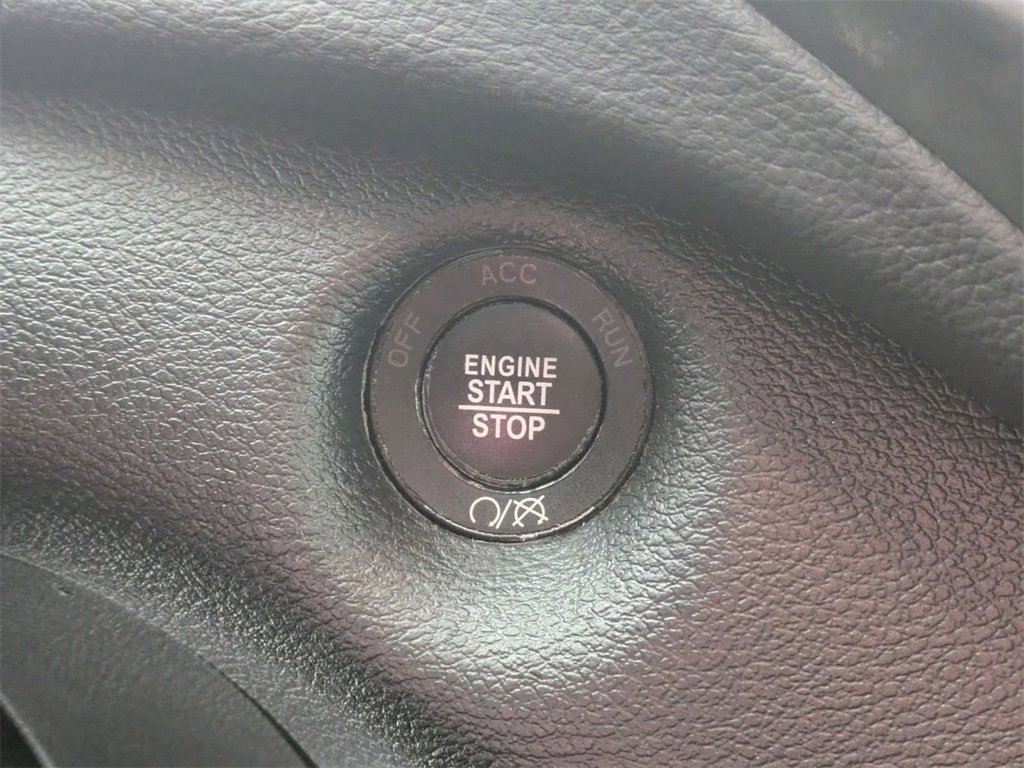 ACC
OFF
RUN
ENGINE
START
STOP